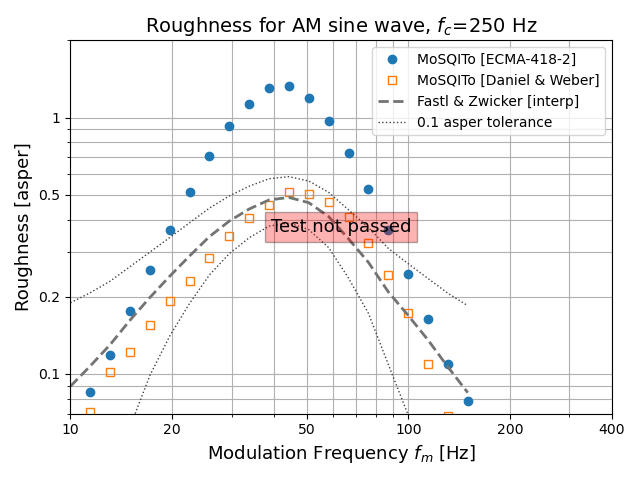 Roughness for AM sine wave, f_c=250 Hz
MoSQITo [ECMA-418-2]
MoSQITo [Daniel & Weber]
Fastl & Zwicker [interp]
0.1 asper tolerance
Test not passed
Roughness [asper]
1
0.5
0.2
0.1
10 20 50 100 200 400
Modulation Frequency f_m [Hz]